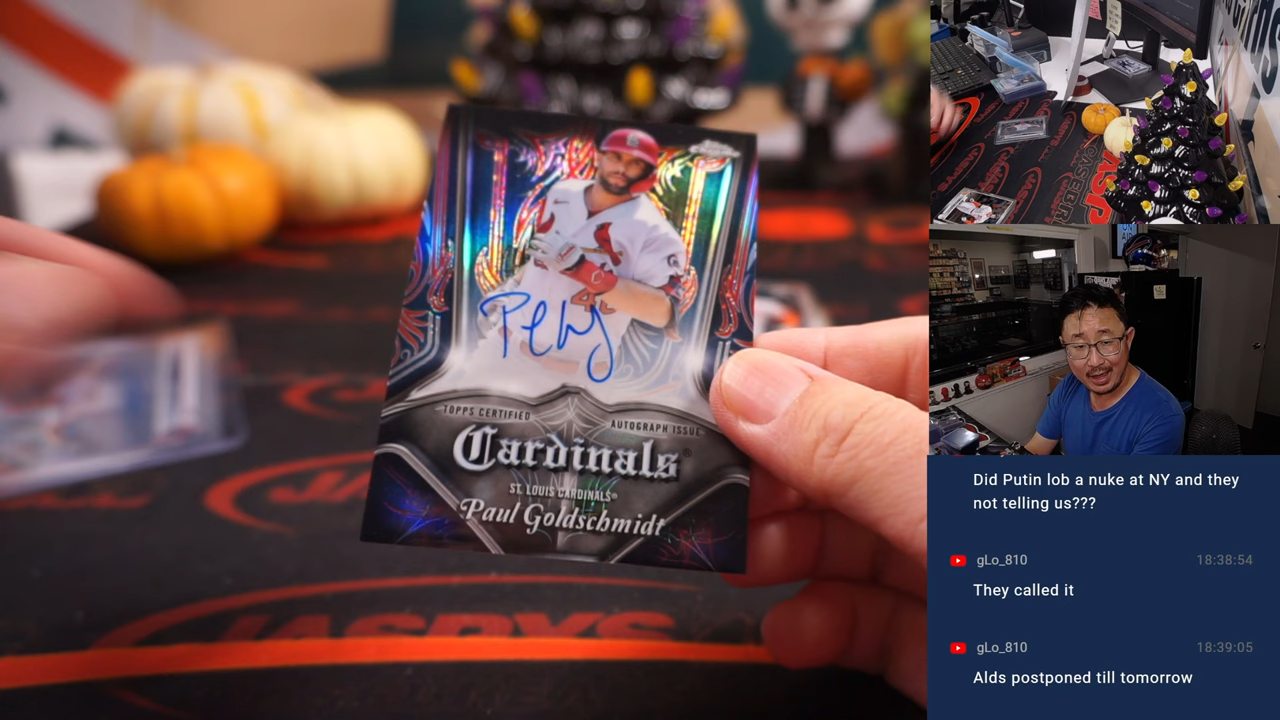 TOPPS CERTIFIED
AUTOGRAPH ISSUE
Cardinals
ST. LOUIS CARDINALS®
Paul Goldschmidt
JASPYS
Did Putin lob a nuke at NY and they
not telling us???
gLo_810 18:38:54
They called it
gLo_810 18:39:05
Alds postponed till tomorrow